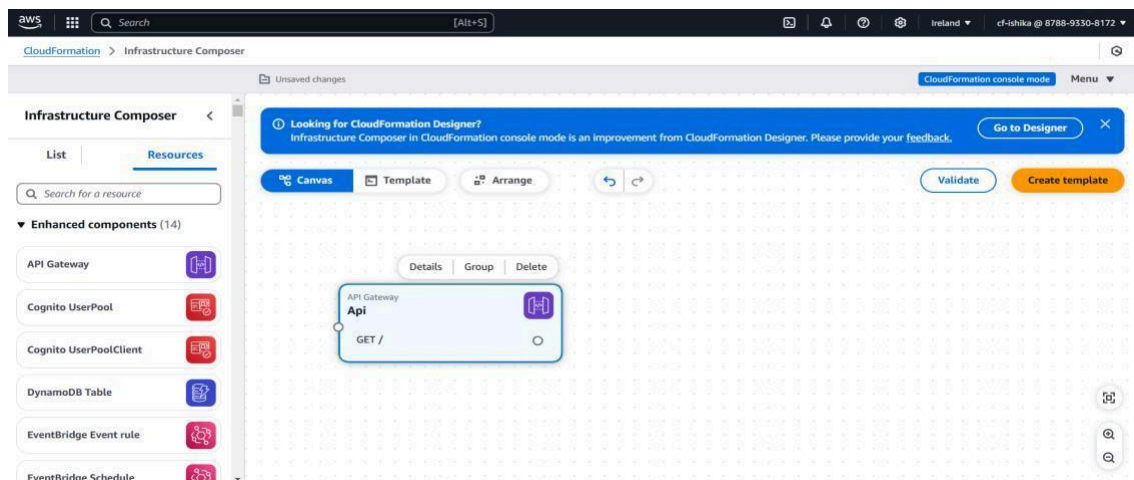 aws
Search
[Alt+S]
Ireland
cf-ishika @ 8788-9330-8172
CloudFormation > Infrastructure Composer
Unsaved changes
CloudFormation console mode
Menu
Infrastructure Composer
Looking for CloudFormation Designer?
Infrastructure Composer in CloudFormation console mode is an improvement from CloudFormation Designer. Please provide your feedback.
Go to Designer
List
Resources
Search for a resource
Canvas
Template
Arrange
Validate
Create template
Enhanced components (14)
API Gateway
Cognito UserPool
Cognito UserPoolClient
DynamoDB Table
EventBridge Event rule
EventBridge Schedule
Details
Group
Delete
API Gateway
Api
GET /